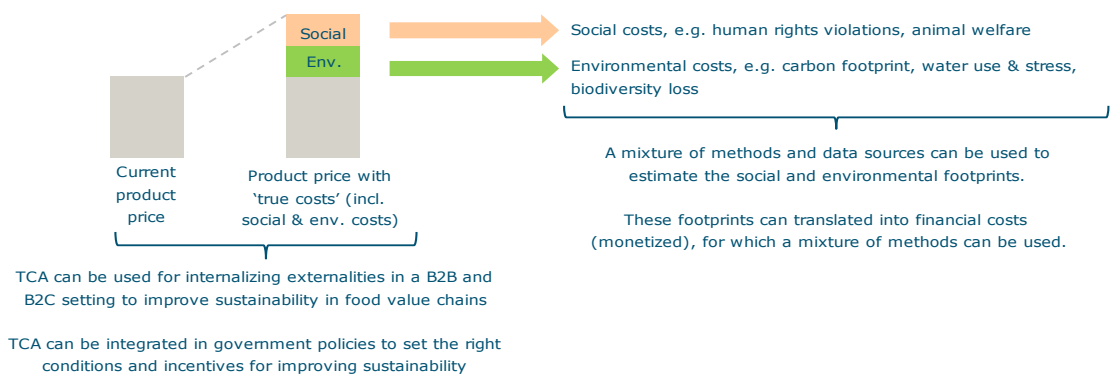 Social
Env.
Social costs, e.g. human rights violations, animal welfare
Environmental costs, e.g. carbon footprint, water use & stress,
biodiversity loss
A mixture of methods and data sources can be used to
estimate the social and environmental footprints.
These footprints can translated into financial costs
(monetized), for which a mixture of methods can be used.
Current
product
price
Product price with
‘true costs’ (incl.
social & env. costs)
TCA can be used for internalizing externalities in a B2B and
B2C setting to improve sustainability in food value chains
TCA can be integrated in government policies to set the right
conditions and incentives for improving sustainability